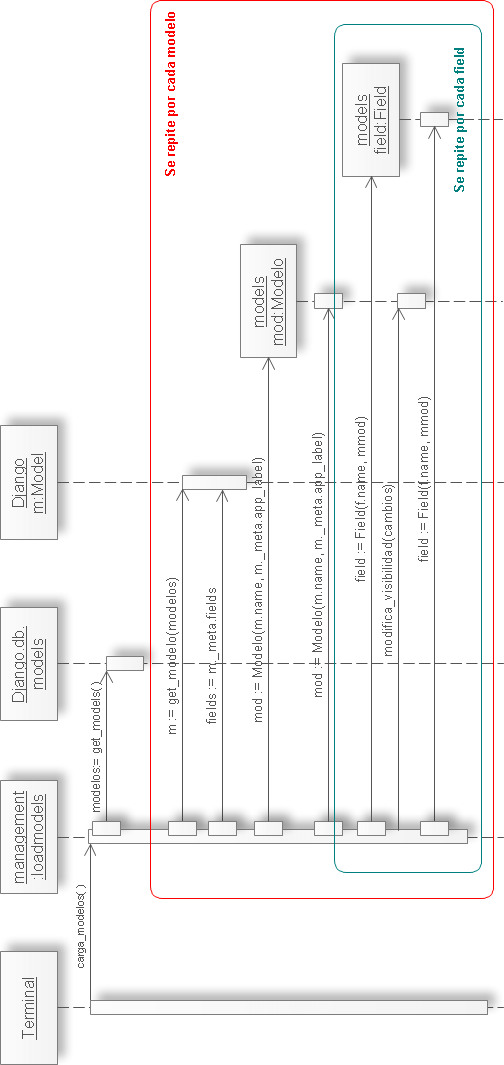 Terminal
management
:loadmodels
Django.db.
models
Django
m:Model
models
mod:Modelo
models
field:Field
Se repite por cada modelo
Se repite por cada field
carga_modelos( )
modelos:= get_models( )
m := get_modelo(modelos)
fields := m_meta.fields
mod := Modelo(m.name, m._meta.app_label)
mod := Modelo(m.name, m._meta.app_label)
field := Field(f.name, mmod)
modifica_visibilidad(cambios)
field := Field(f.name, mmod)